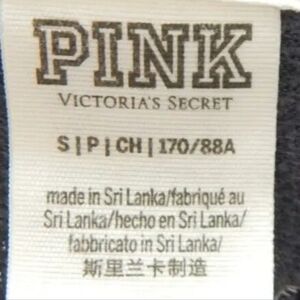 PINK
VICTORIA'S SECRET
S|P|CH|170/88A
made in Sri Lanka/fabriqué au
Sri Lanka/hecho en Sri Lanka/
fabbricato in Sri Lanka/
斯里兰卡制造